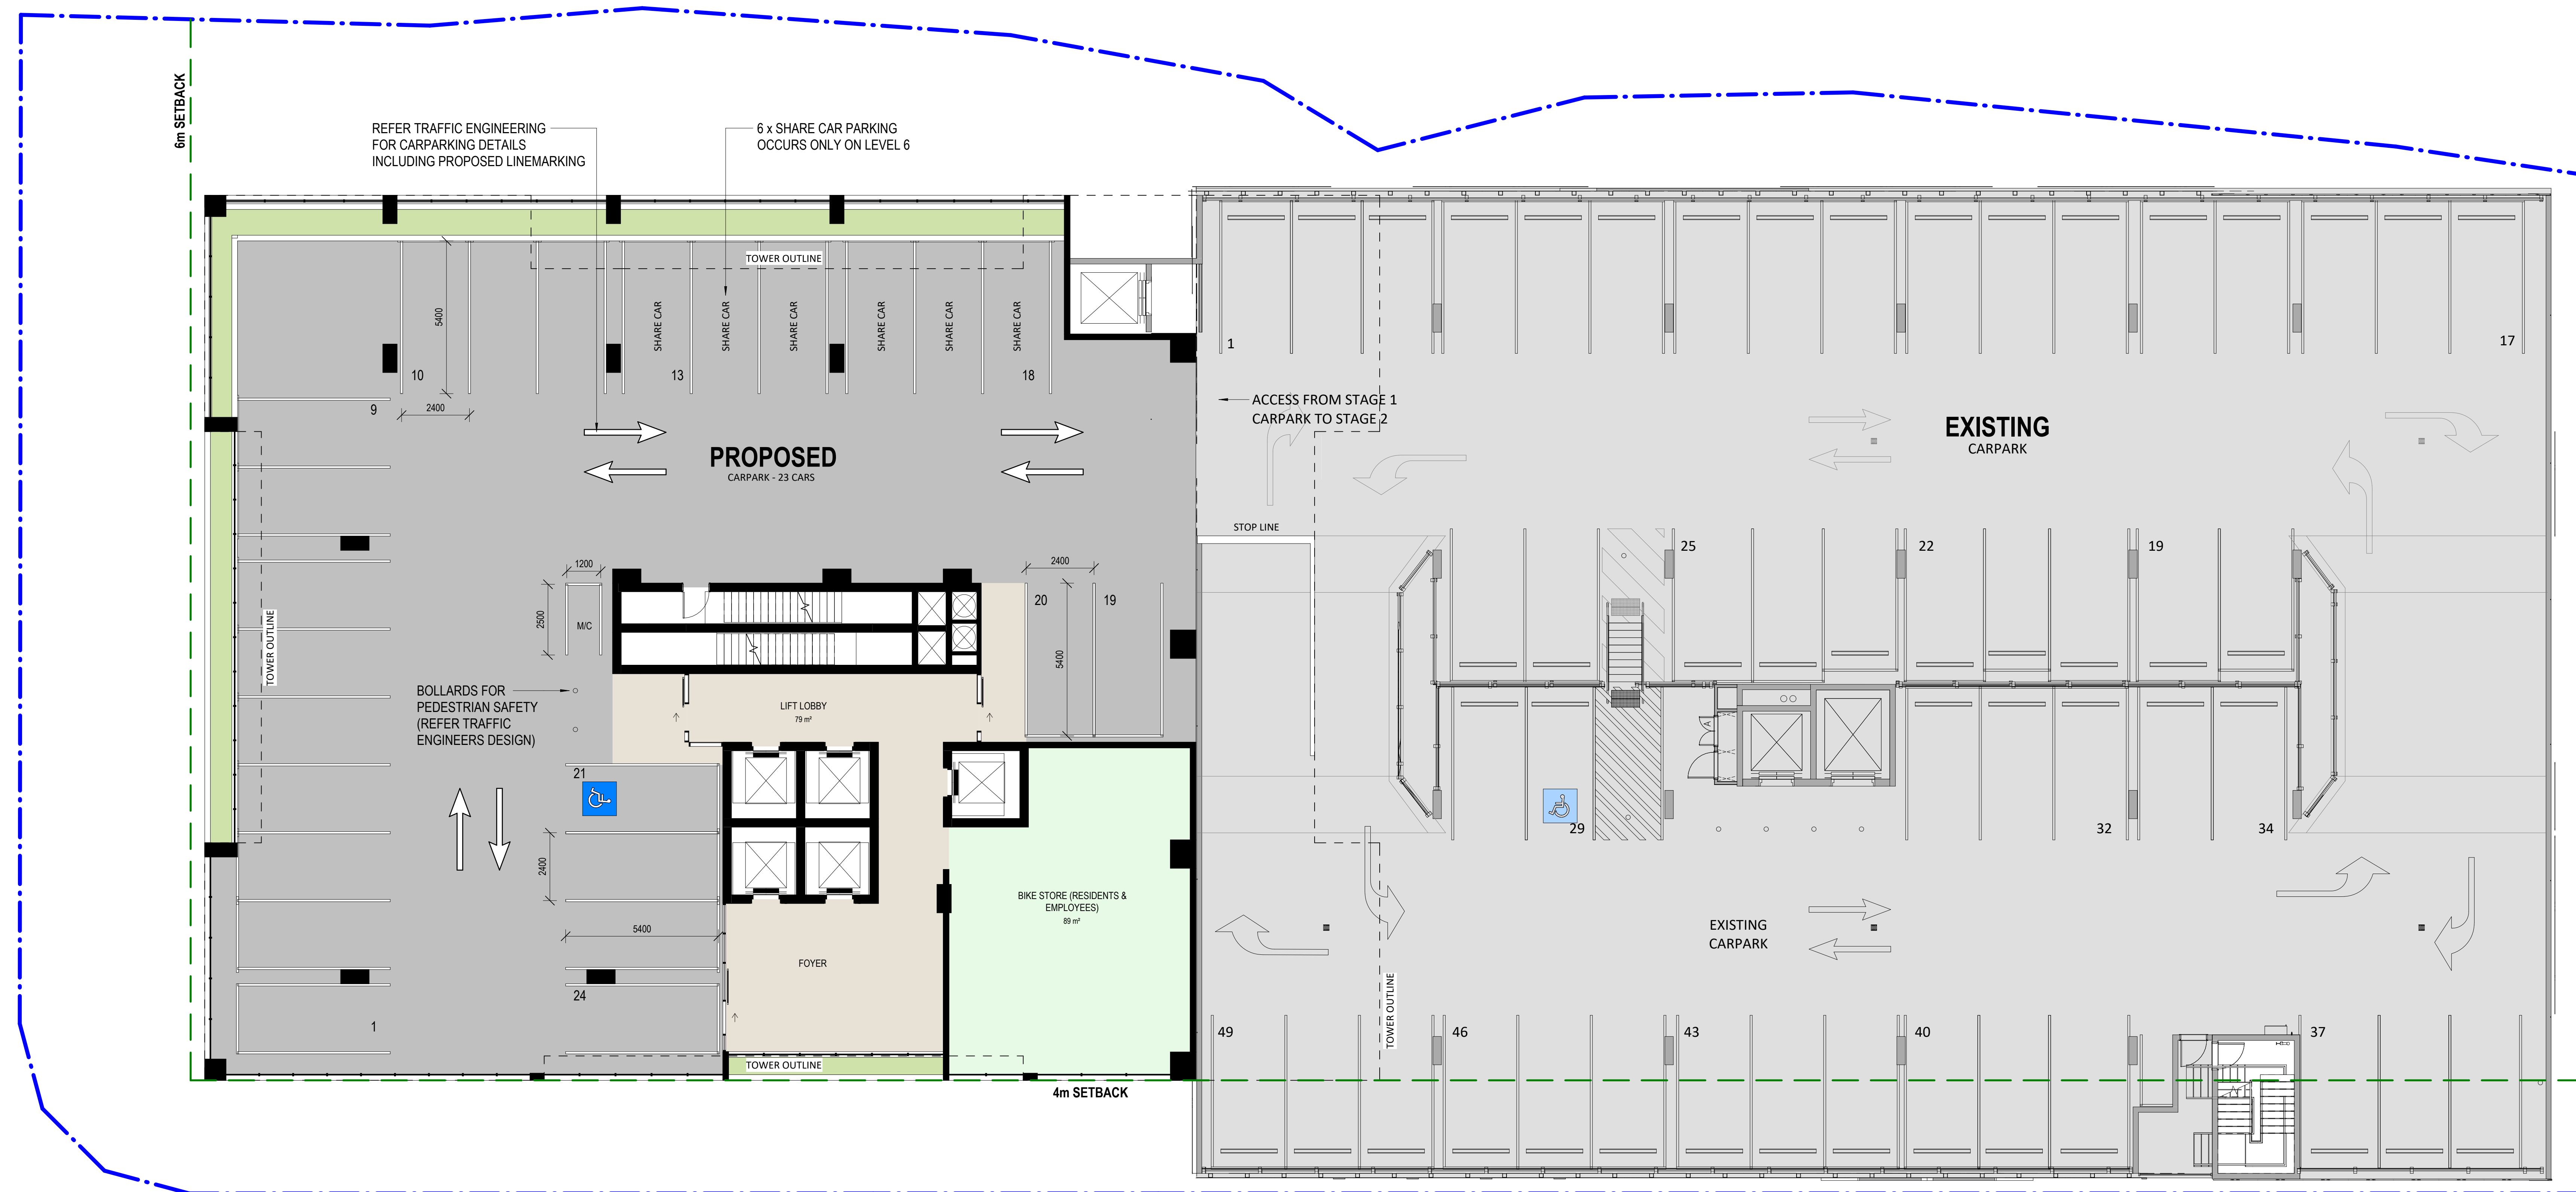 6m SETBACK
REFER TRAFFIC ENGINEERING
FOR CARPARKING DETAILS
INCLUDING PROPOSED LINEMARKING
6 x SHARE CAR PARKING
OCCURS ONLY ON LEVEL 6
TOWER OUTLINE
5400
SHARE CAR
SHARE CAR
SHARE CAR
SHARE CAR
SHARE CAR
SHARE CAR
1
17
10
13
18
9
2400
ACCESS FROM STAGE 1
CARPARK TO STAGE 2
PROPOSED
CARPARK - 23 CARS
EXISTING
CARPARK
STOP LINE
25
22
19
1200
2400
2500
M/C
20
19
5400
TOWER OUTLINE
BOLLARDS FOR
PEDESTRIAN SAFETY
(REFER TRAFFIC
ENGINEERS DESIGN)
LIFT LOBBY
79 m²
21
29
32
34
2400
BIKE STORE (RESIDENTS &
EMPLOYEES)
89 m²
5400
EXISTING
CARPARK
FOYER
24
1
TOWER OUTLINE
49
46
43
40
37
TOWER OUTLINE
4m SETBACK